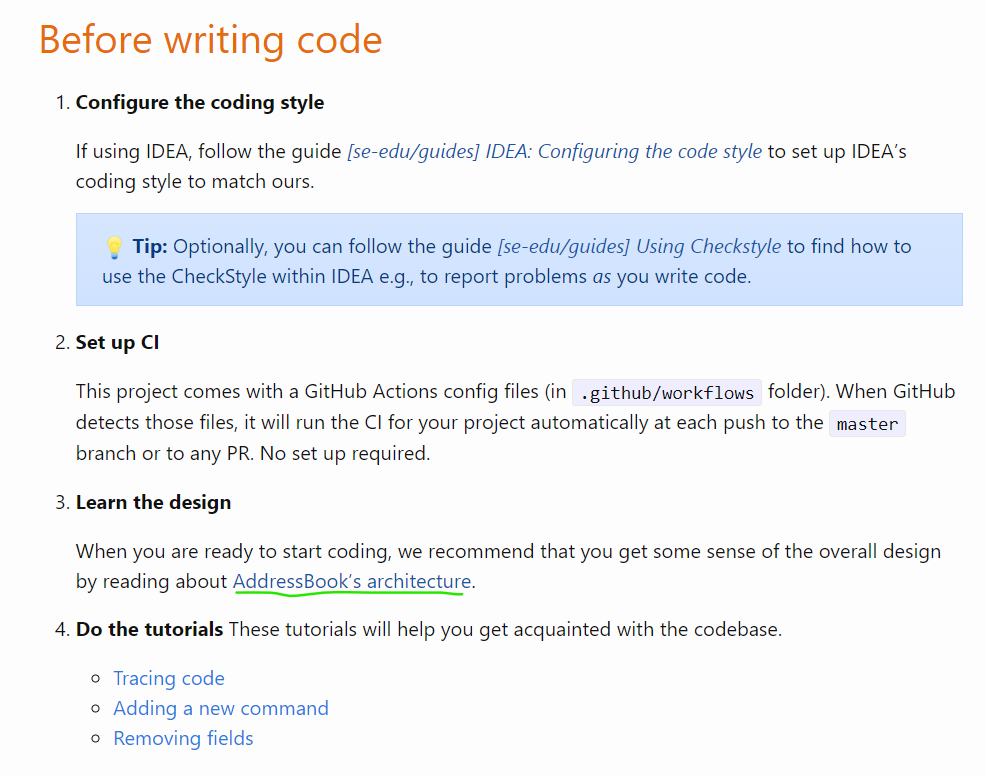 Before writing code
1. Configure the coding style
If using IDEA, follow the guide [se-edu/guides] IDEA: Configuring the code style to set up IDEA’s
coding style to match ours.
💡 Tip: Optionally, you can follow the guide [se-edu/guides] Using Checkstyle to find how to
use the CheckStyle within IDEA e.g., to report problems as you write code.
2. Set up CI
This project comes with a GitHub Actions config files (in .github/workflows folder). When GitHub
detects those files, it will run the CI for your project automatically at each push to the master
branch or to any PR. No set up required.
3. Learn the design
When you are ready to start coding, we recommend that you get some sense of the overall design
by reading about AddressBook’s architecture.
4. Do the tutorials These tutorials will help you get acquainted with the codebase.
Tracing code
Adding a new command
Removing fields